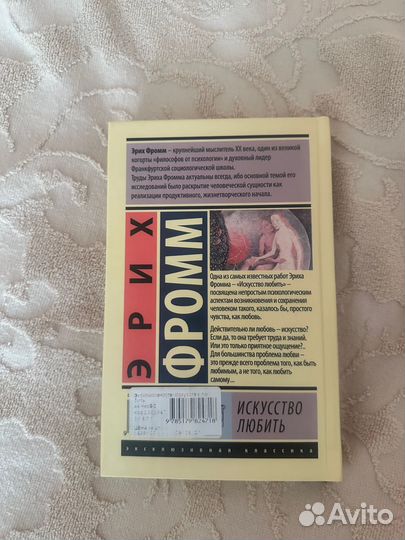 Эрих Фромм – крупнейший мыслитель XX века, один из великой
когорты «философов от психологии» и духовный лидер
Франкфуртской социологической школы.
Труды Эриха Фромма актуальны всегда, ибо основной темой его
исследований было раскрытие человеческой сущности как
реализации продуктивного, жизнетворческого начала.
ЭРИХ
ФРОММ
Одна из самых известных работ Эриха
Фромма – «Искусство любить» –
посвящена непростым психологическим
аспектам возникновения и сохранения
человеком такого, казалось бы, простого
чувства, как любовь.
Действительно ли любовь – искусство?
Если да, то она требует труда и знаний.
Или это только приятное ощущение?..
Для большинства проблема любви –
это прежде всего проблема того, как быть
любимым, а не того, как любить
самому...
9 785179 824718
ИСКУССТВО
ЛЮБИТЬ
эксклюзивная классика
Avito